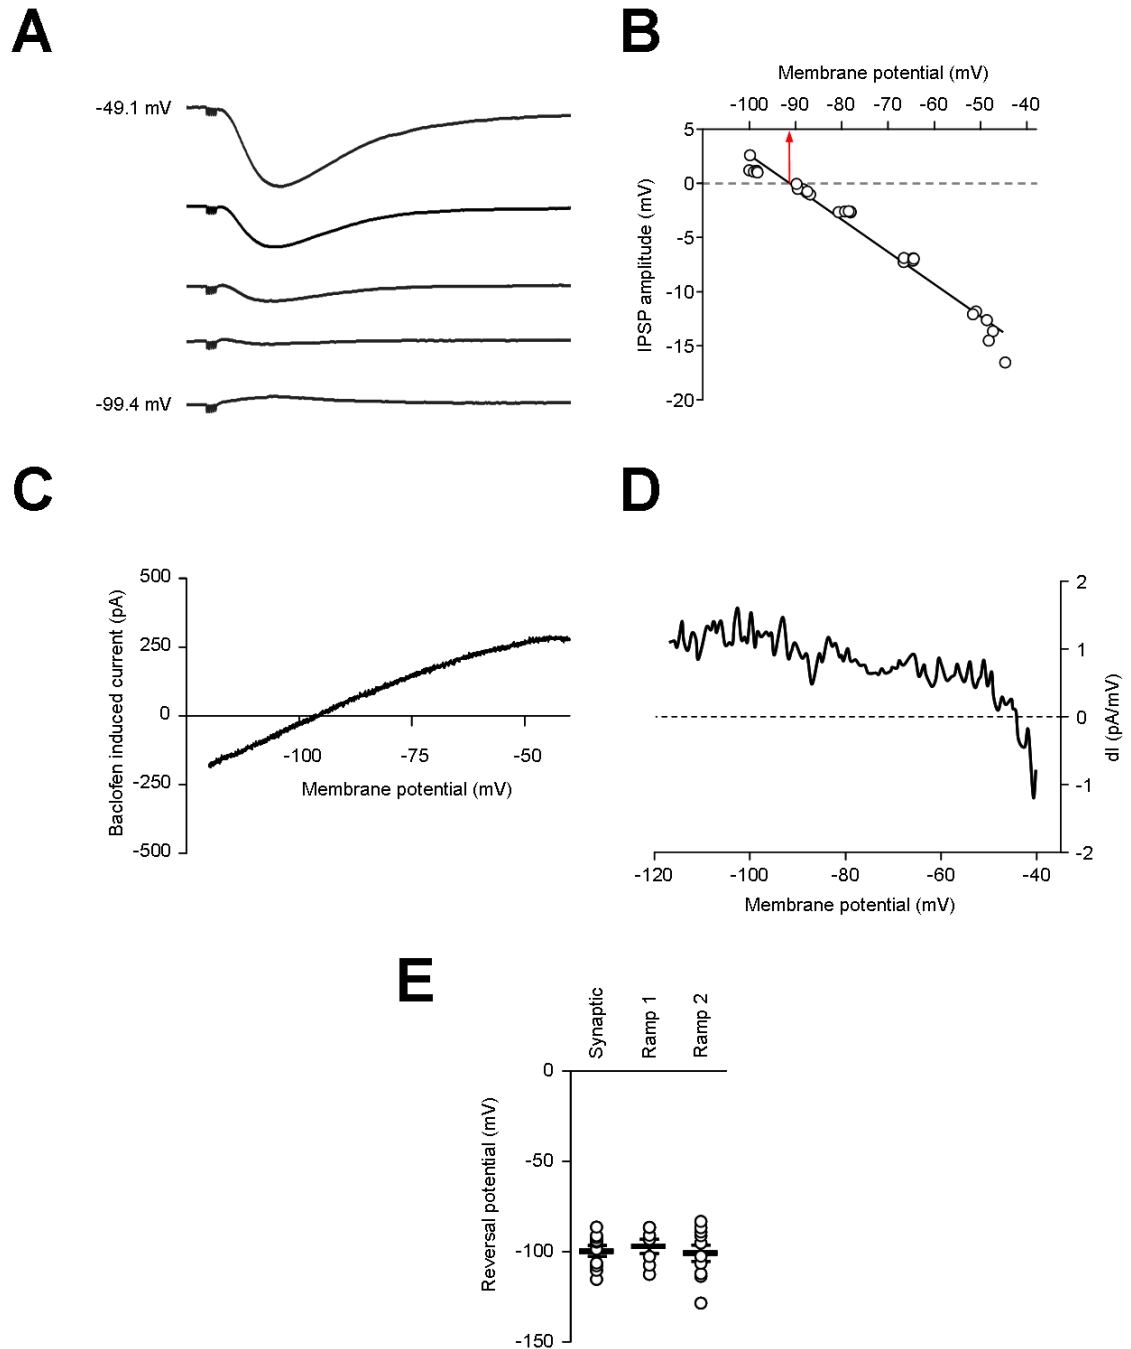 A
B
-49.1 mV
-99.4 mV
Membrane potential (mV)
-100 -90 -80 -70 -60 -50 -40
5
0
-5
-10
-15
-20
IPSP amplitude (mV)
C
D
500
250
0
-250
-500
Baclofen induced current (pA)
-100 -75 -50
Membrane potential (mV)
2
1
0
-1
-2
dI (pA/mV)
-120 -100 -80 -60 -40
Membrane potential (mV)
E
Synaptic
Ramp 1
Ramp 2
0
-50
-100
-150
Reversal potential (mV)